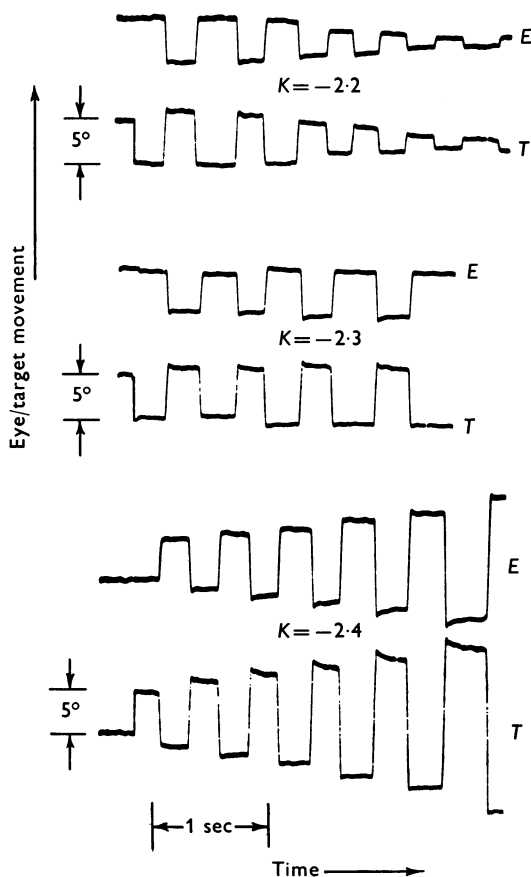 E
K=−2·2
5°
T
Eye/target movement
E
K=−2·3
5°
T
E
K=−2·4
5°
T
1 sec
Time